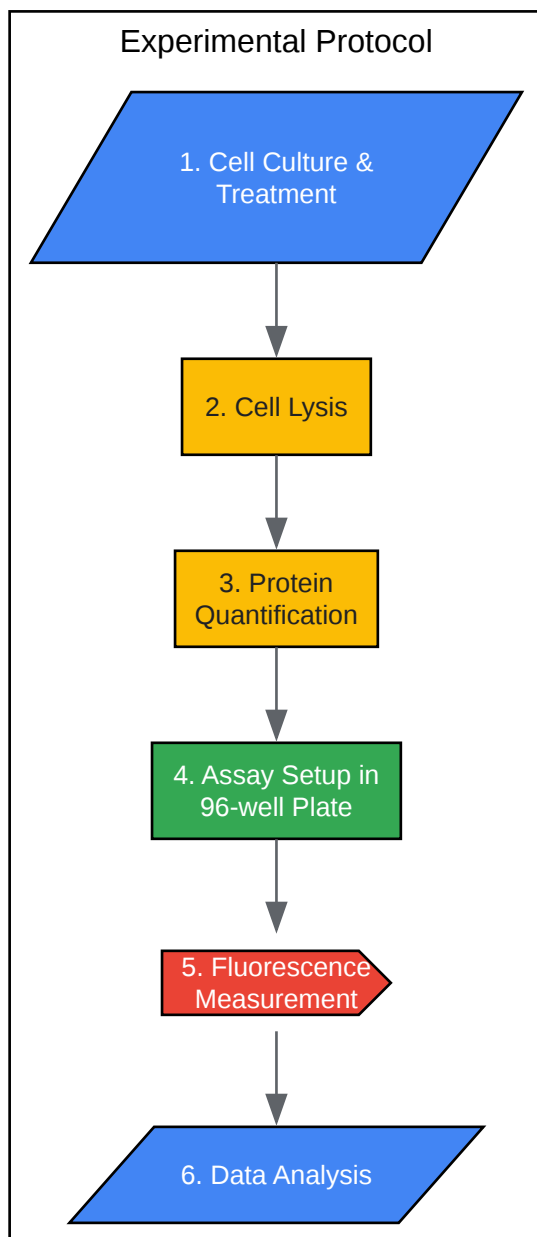 Experimental Protocol
1. Cell Culture &
Treatment
2. Cell Lysis
3. Protein
Quantification
4. Assay Setup in
96-well Plate
5. Fluorescence
Measurement
6. Data Analysis